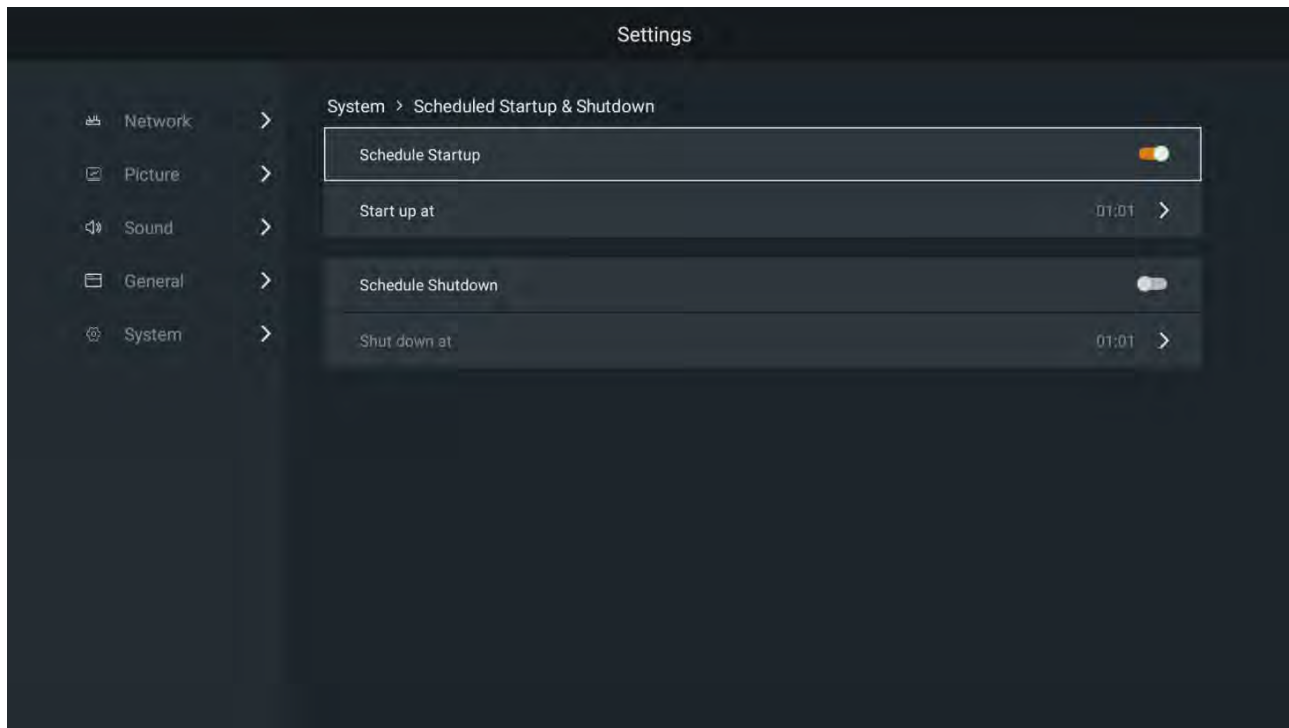 Settings
Network
Picture
Sound
General
System
System > Scheduled Startup & Shutdown
Schedule Startup
Start up at 01:01
Schedule Shutdown
Shut down at 01:01